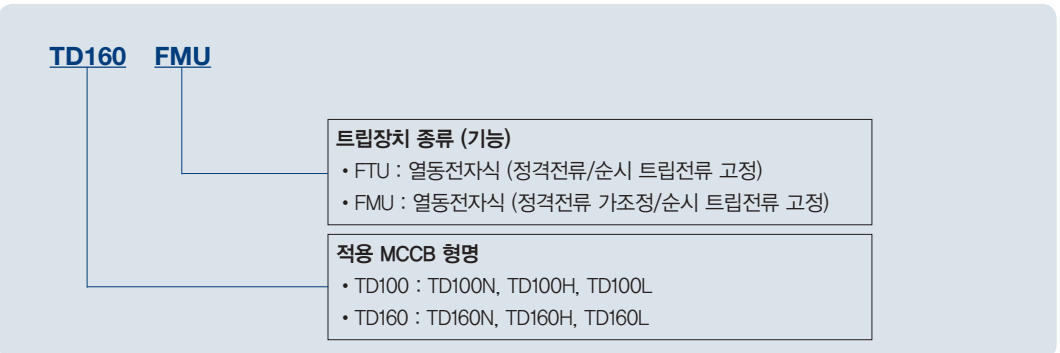 TD160 FMU
트립장치 종류 (기능)
• FTU : 열동전자식 (정격전류/순시 트립전류 고정)
• FMU : 열동전자식 (정격전류 가조정/순시 트립전류 고정)
적용 MCCB 형명
• TD100 : TD100N, TD100H, TD100L
• TD160 : TD160N, TD160H, TD160L